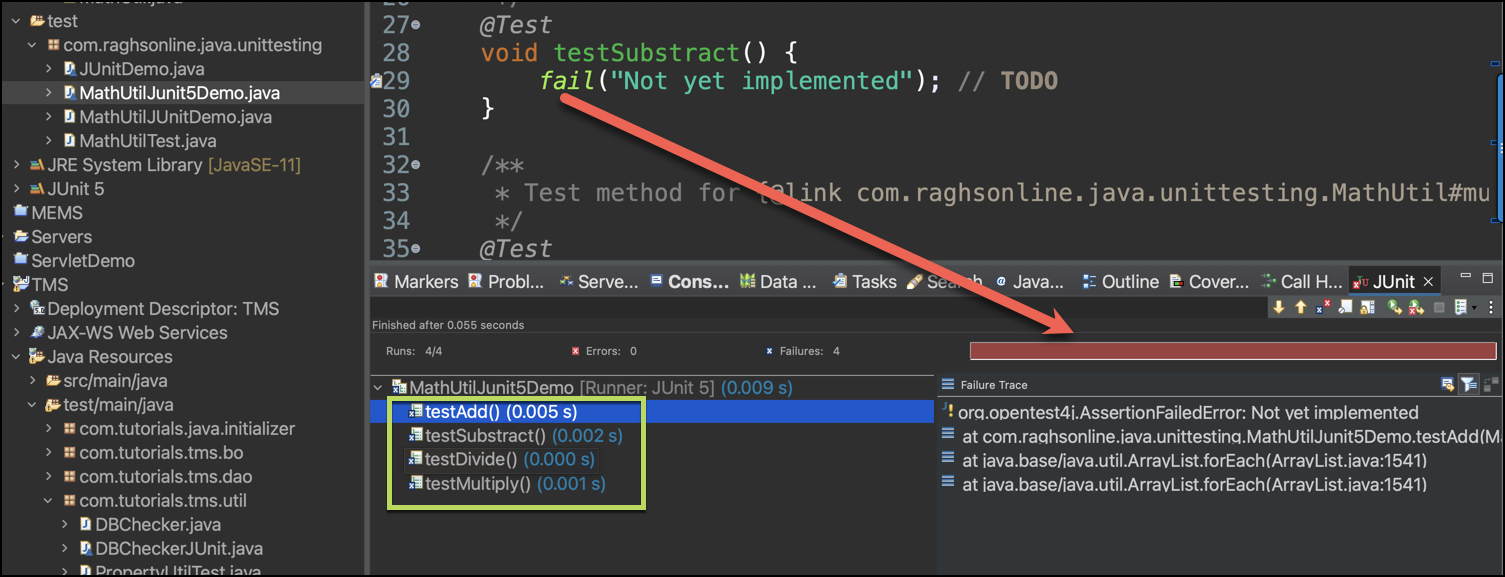 test
com.raghsonline.java.unittesting
JUnitDemo.java
MathUtilJunit5Demo.java
MathUtilJUnitDemo.java
MathUtilTest.java
JRE System Library [JavaSE-11]
JUnit 5
MEMS
Servers
ServletDemo
TMS
Deployment Descriptor: TMS
JAX-WS Web Services
Java Resources
src/main/java
test/main/java
com.tutorials.java.initializer
com.tutorials.tms.bo
com.tutorials.tms.dao
com.tutorials.tms.util
DBChecker.java
DBCheckerJUnit.java
PropertyUtilTest.java
27 @Test
28 void testSubstract() {
29 fail("Not yet implemented"); // TODO
30 }
31
32 /**
33 * Test method for {@link com.raghsonline.java.unittesting.MathUtil#mu
34 */
35 @Test
Markers Probl... Serve... Cons... Data ... Tasks Search Java... Outline Cover... Call H... JUnit
Finished after 0.055 seconds
Runs: 4/4 Errors: 0 Failures: 4
MathUtilJunit5Demo [Runner: JUnit 5] (0.009 s)
testAdd() (0.005 s)
testSubstract() (0.002 s)
testDivide() (0.000 s)
testMultiply() (0.001 s)
Failure Trace
org.opentest4j.AssertionFailedError: Not yet implemented
at com.raghsonline.java.unittesting.MathUtilJunit5Demo.testAdd(Ma
at java.base/java.util.ArrayList.forEach(ArrayList.java:1541)
at java.base/java.util.ArrayList.forEach(ArrayList.java:1541)